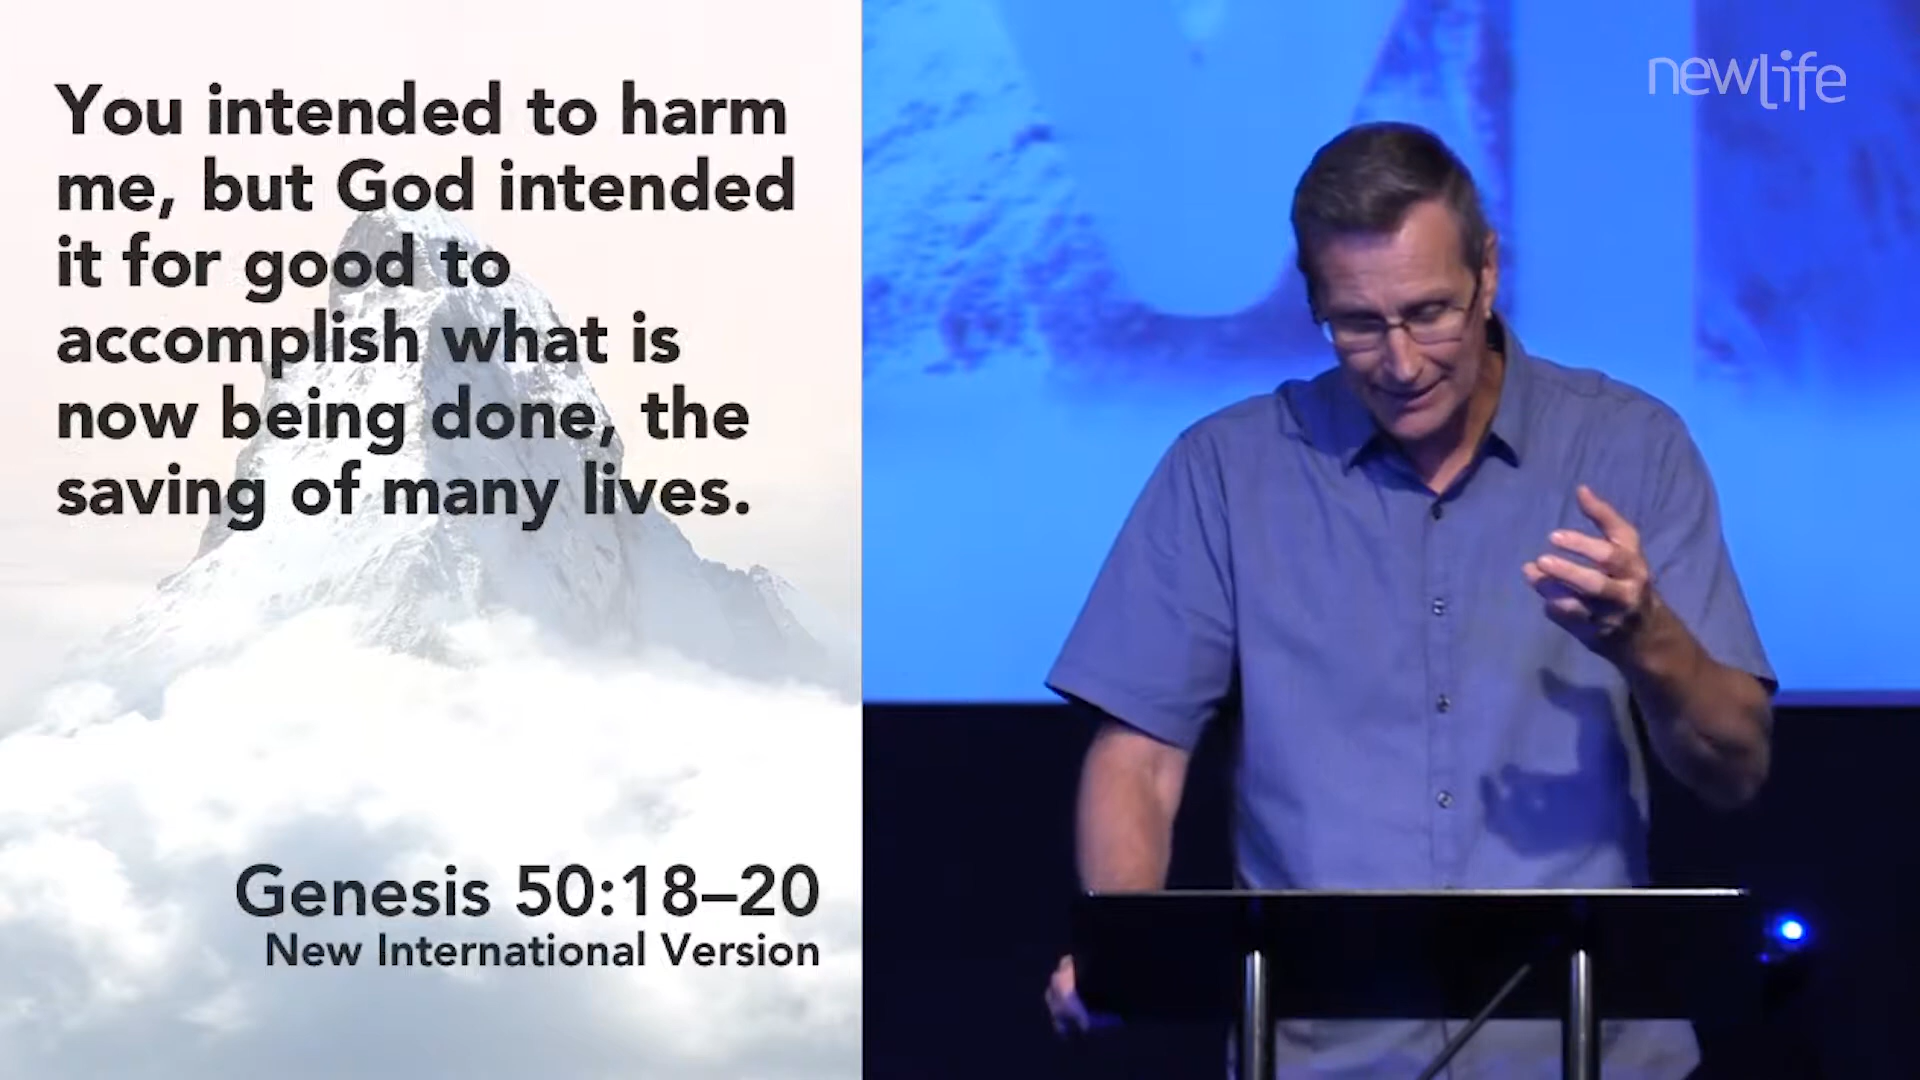 You intended to harm
me, but God intended
it for good to
accomplish what is
now being done, the
saving of many lives.
Genesis 50:18–20
New International Version
newlife